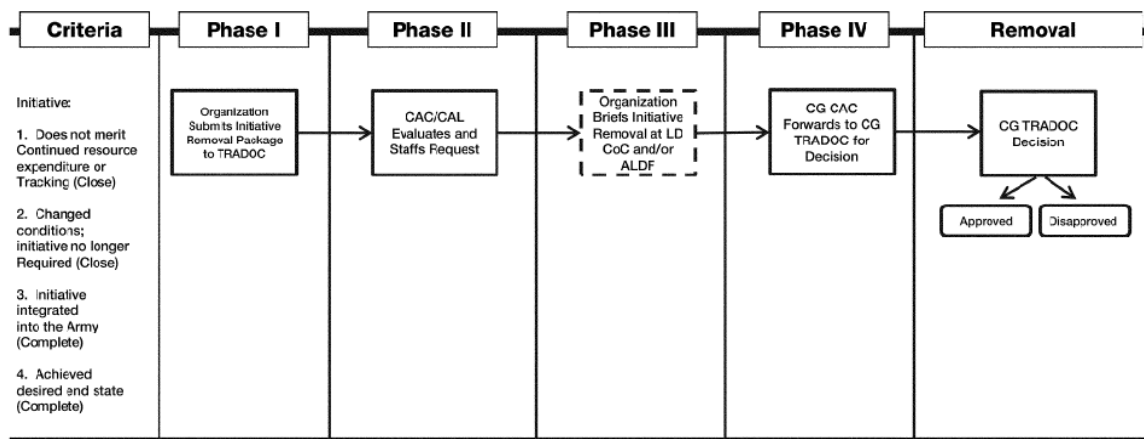 Criteria
Phase I
Phase II
Phase III
Phase IV
Removal
Initiative:
1. Does not merit
Continued resource
expenditure or
Tracking (Close)
2. Changed
conditions;
initiative no longer
Required (Close)
3. Initiative
integrated
into the Army
(Complete)
4. Achieved
desired end state
(Complete)
Organization
Submits Initiative
Removal Package
to TRADOC
CAC/CAL
Evaluates and
Staffs Request
Organization
Briefs Initiative
Removal at LD
CoC and/or
ALDF
CG CAC
Forwards to CG
TRADOC for
Decision
CG TRADOC
Decision
Approved
Disapproved